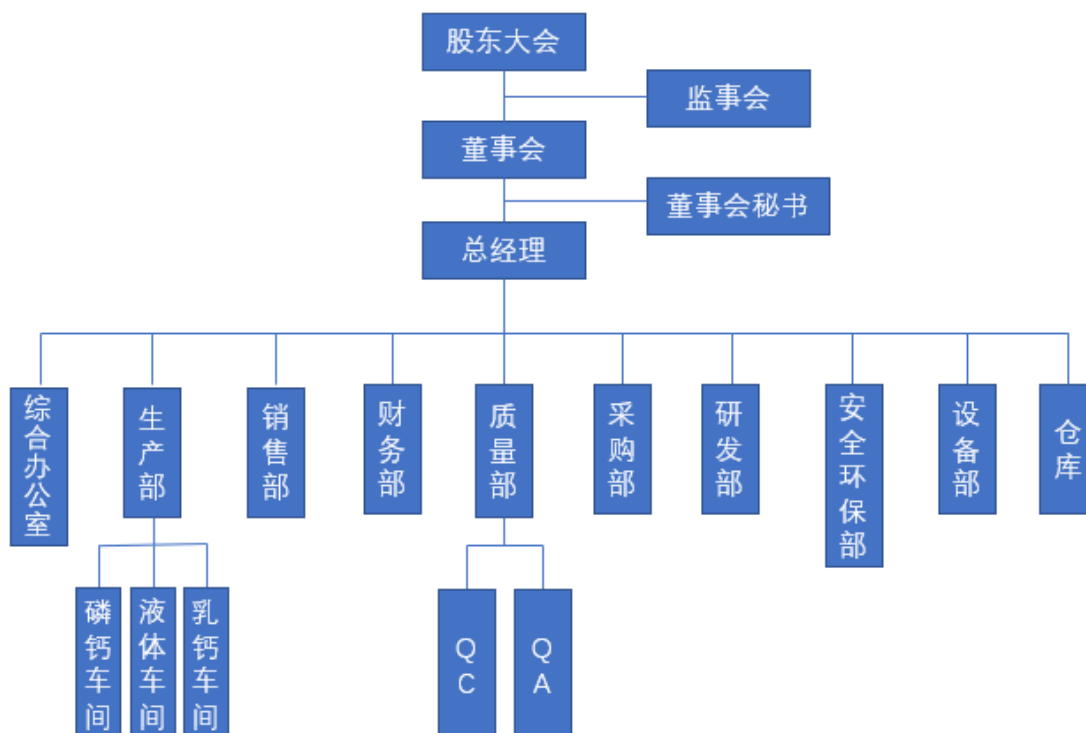 股东大会
监事会
董事会
董事会秘书
总经理
综合办公室
生产部
销售部
财务部
质量部
采购部
研发部
安全环保部
设备部
仓库
磷钙车间
液体车间
乳钙车间
QC
QA